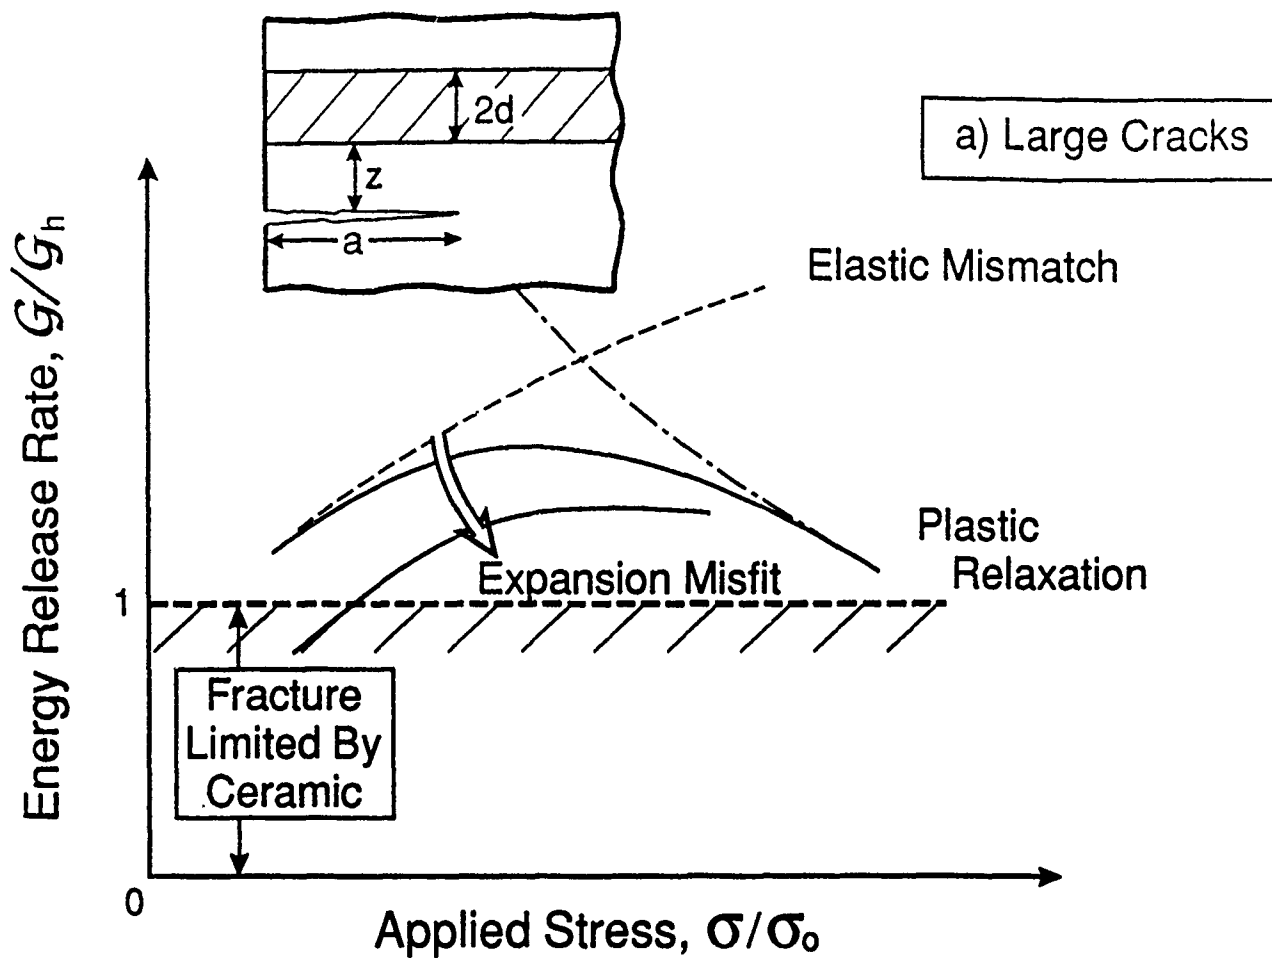 2d
z
a
a) Large Cracks
Energy Release Rate, 𝒢/𝒢h
Elastic Mismatch
Plastic
Relaxation
Expansion Misfit
1
Fracture
Limited By
Ceramic
0
Applied Stress, σ/σo